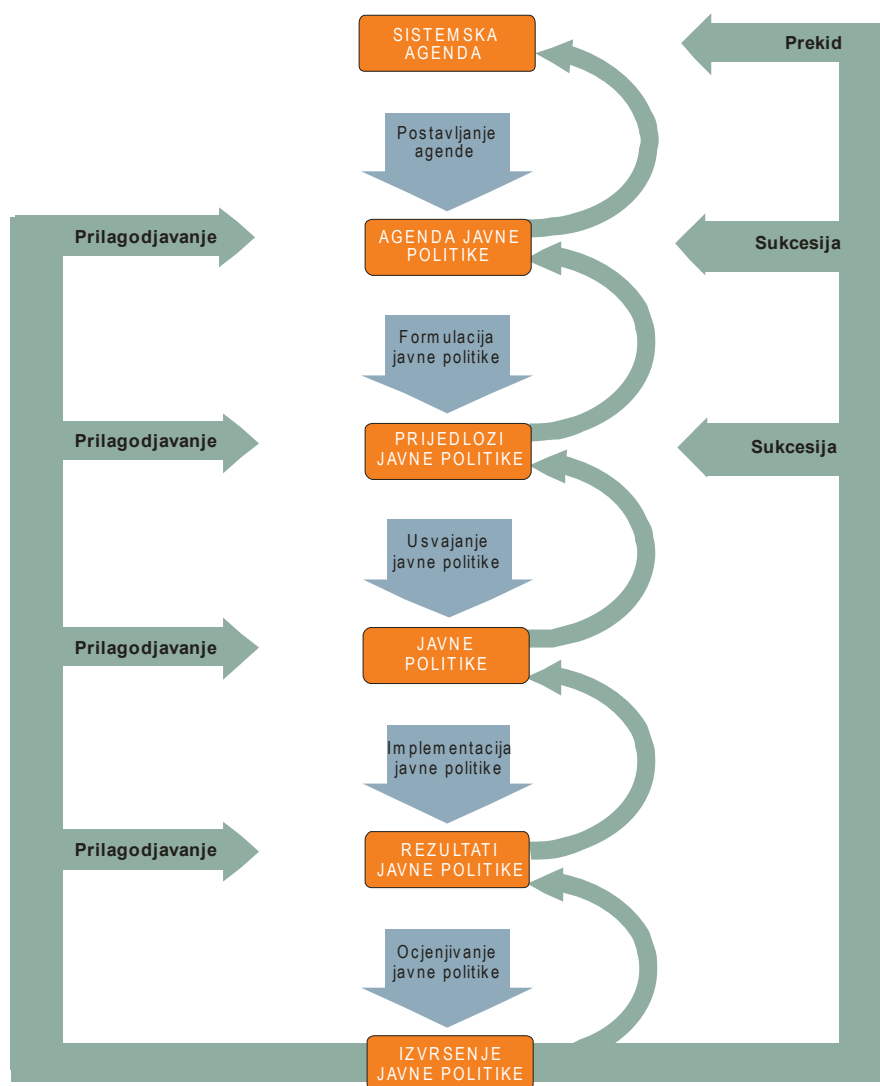 SISTEMSKA
AGENDA
Prekid
Postavljanje
agende
Prilagodjavanje
AGENDA JAVNE
POLITIKE
Sukcesija
Formulacija
javne politike
Prilagodjavanje
PRIJEDLOZI
JAVNE POLITIKE
Sukcesija
Usvajanje
javne politike
Prilagodjavanje
JAVNE
POLITIKE
Implementacija
javne politike
Prilagodjavanje
REZULTATI
JAVNE POLITIKE
Ocjenjivanje
javne politike
IZVRSENJE
JAVNE POLITIKE